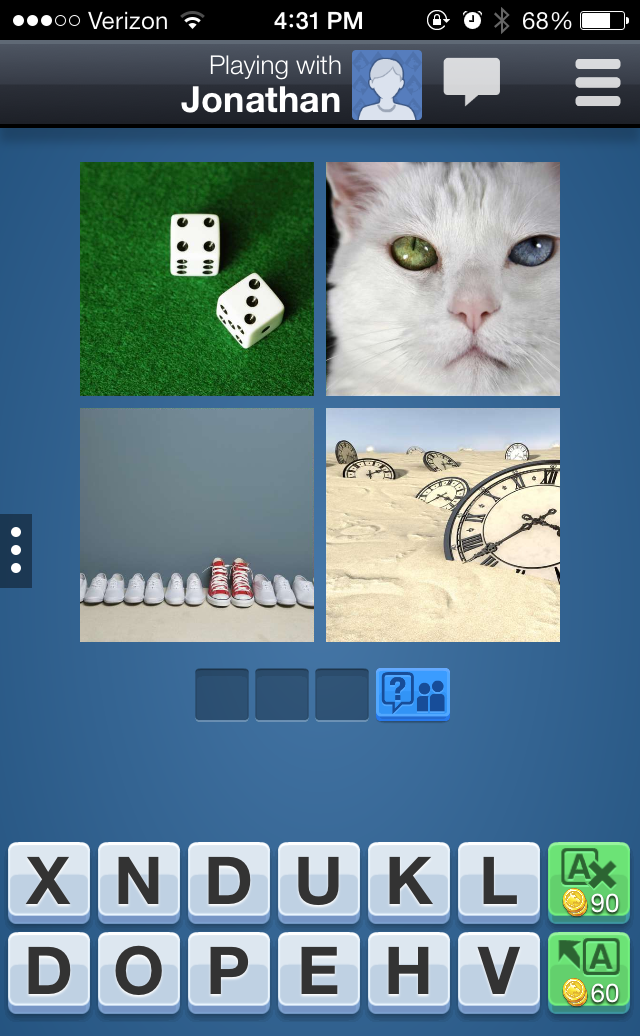 Verizon 4:31 PM 68%
Playing with
Jonathan
?
X N D U K L A 90
D O P E H V A 60